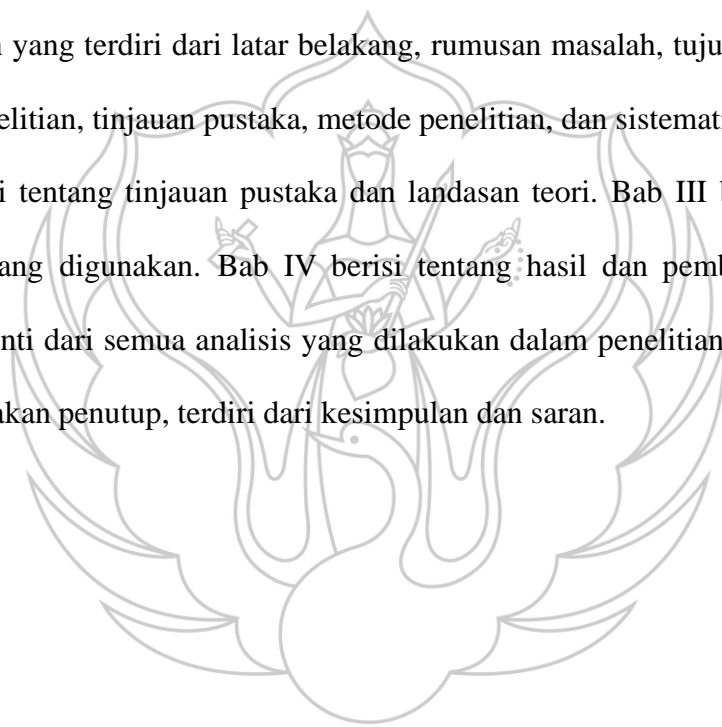 yang terdiri dari latar belakang, rumusan masalah, tuju
elitian, tinjauan pustaka, metode penelitian, dan sistemati
i tentang tinjauan pustaka dan landasan teori. Bab III b
ang digunakan. Bab IV berisi tentang hasil dan pemb
nti dari semua analisis yang dilakukan dalam penelitian
akan penutup, terdiri dari kesimpulan dan saran.